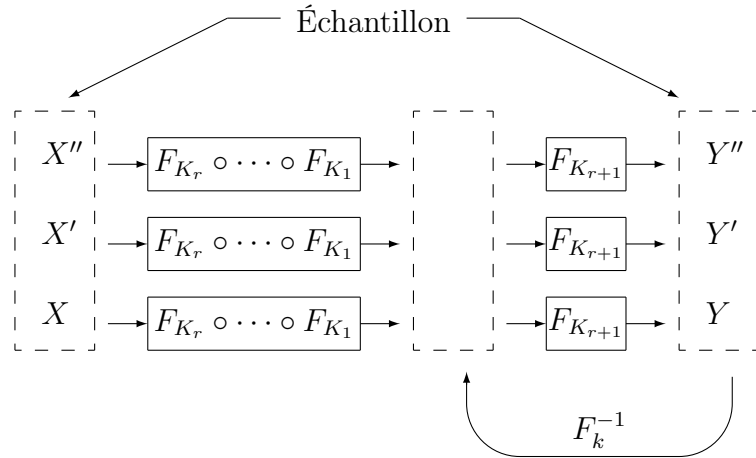 Échantillon
X″ F_{K_r} ∘ ⋯ ∘ F_{K_1} F_{K_{r+1}} Y″
X′ F_{K_r} ∘ ⋯ ∘ F_{K_1} F_{K_{r+1}} Y′
X F_{K_r} ∘ ⋯ ∘ F_{K_1} F_{K_{r+1}} Y
F_k^{-1}